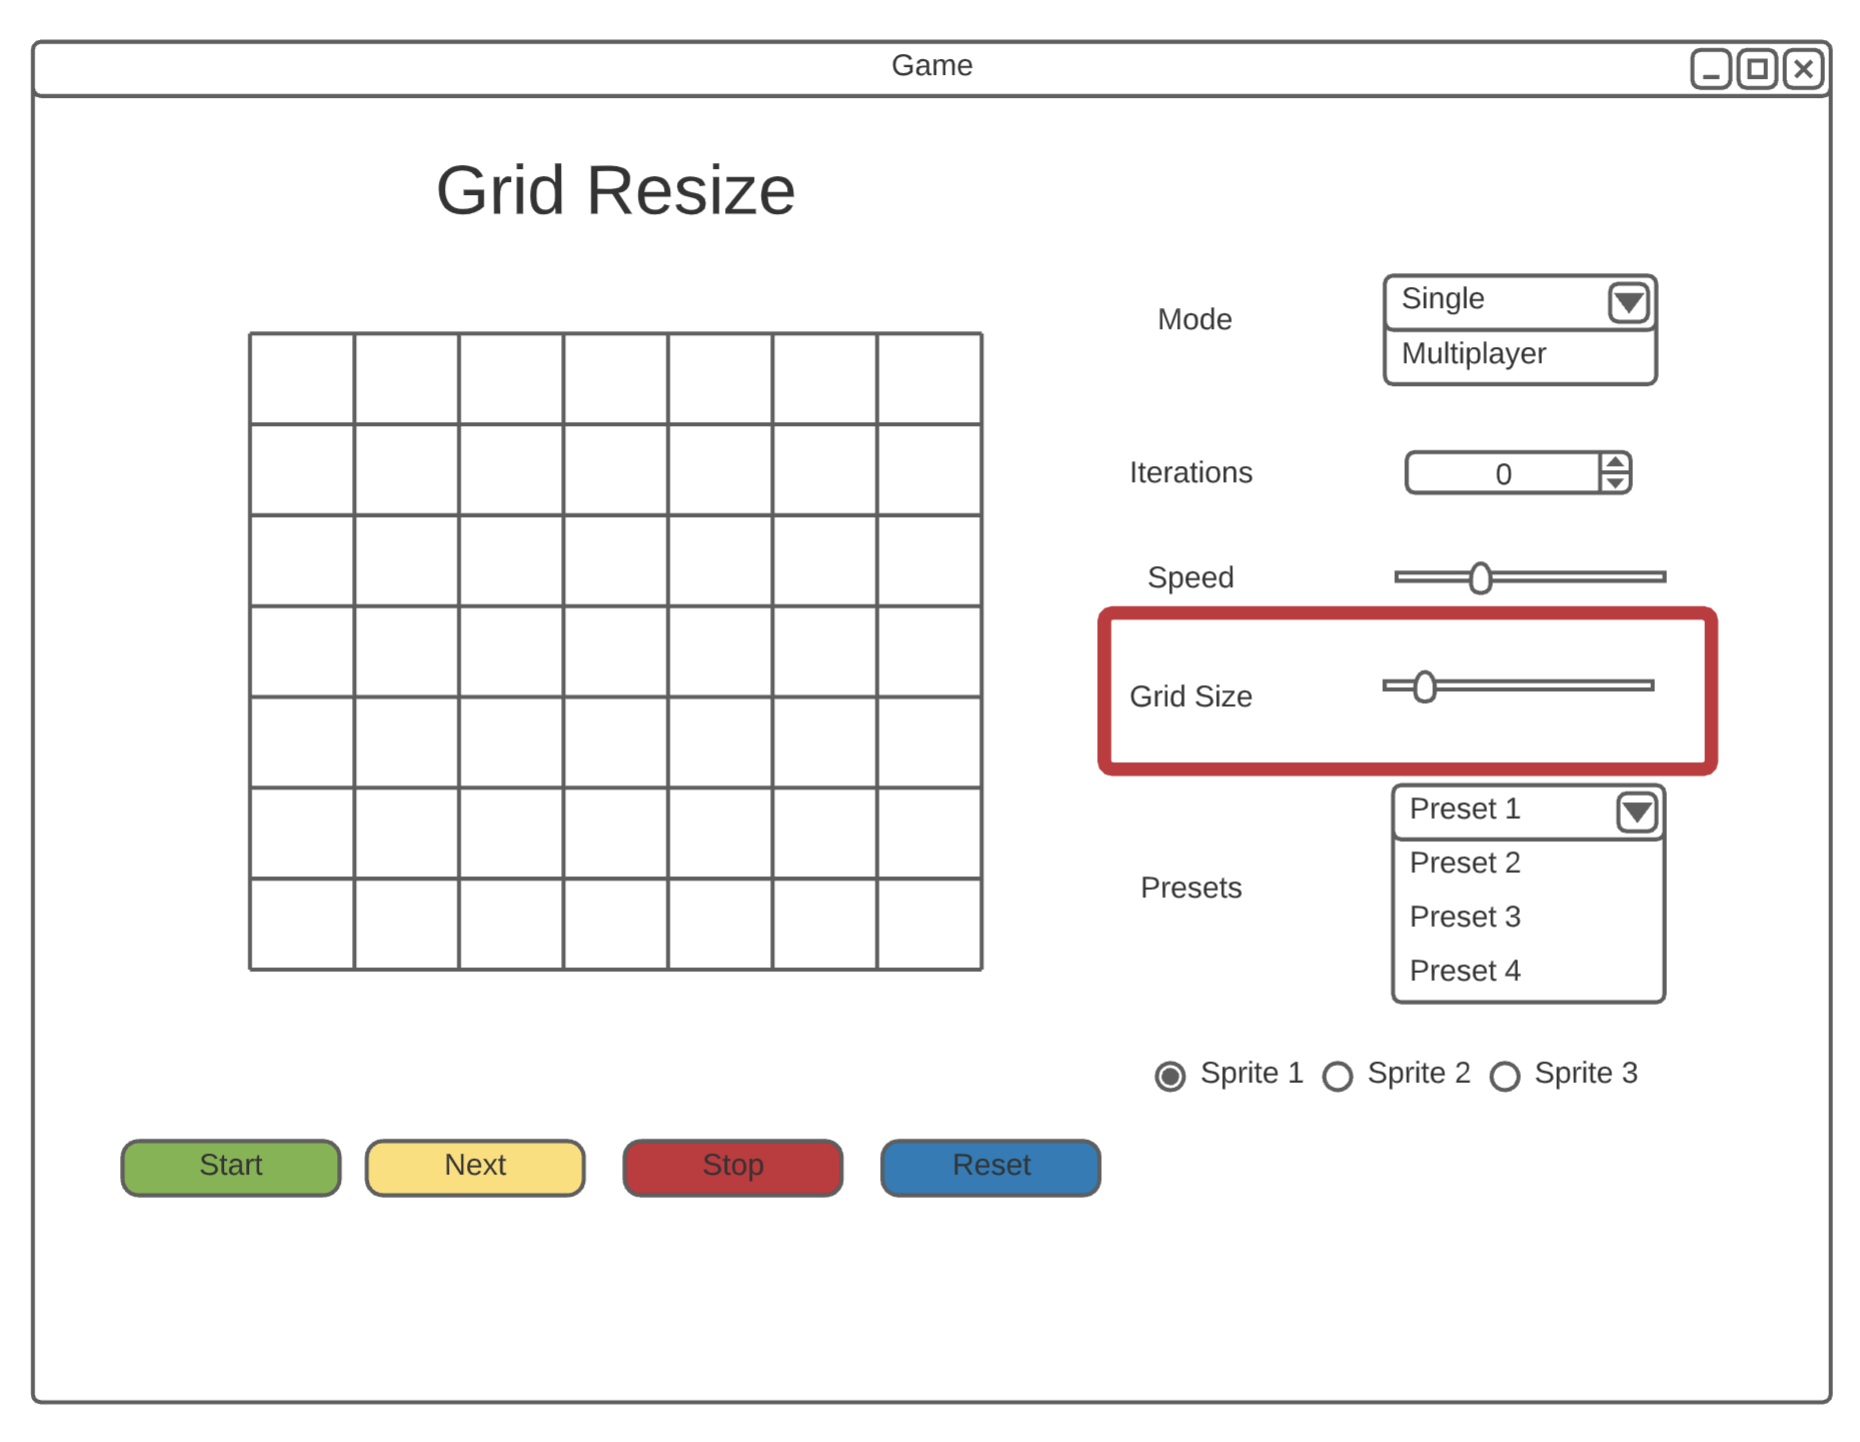 Game
Grid Resize
Mode
Single
Multiplayer
Iterations
0
Speed
Grid Size
Presets
Preset 1
Preset 2
Preset 3
Preset 4
Sprite 1 Sprite 2 Sprite 3
Start Next Stop Reset